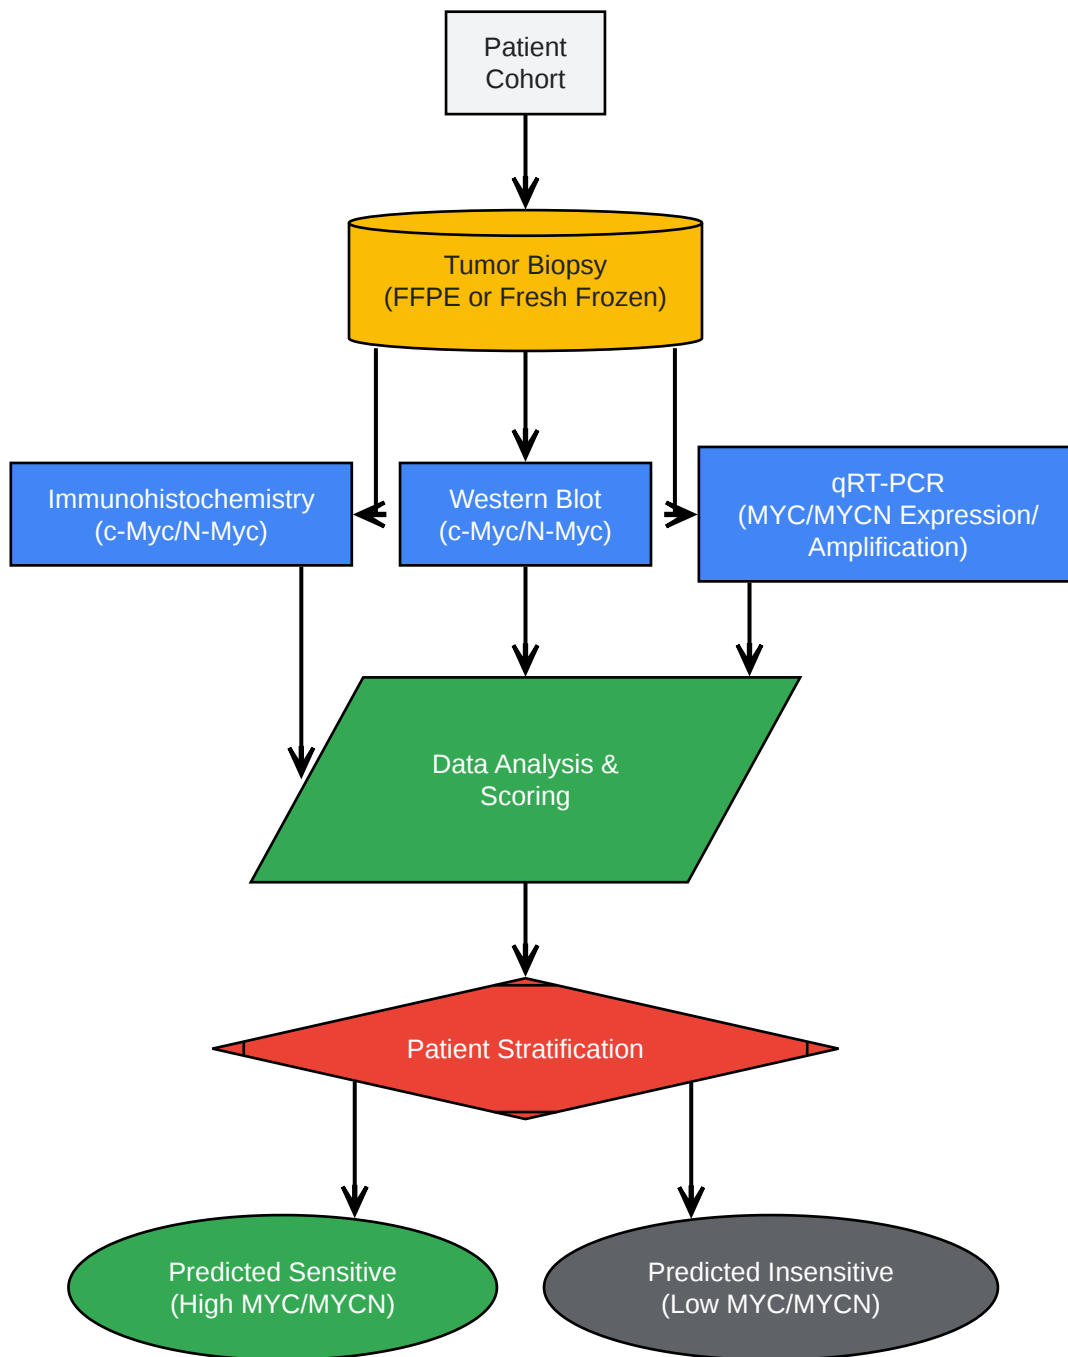 Patient
Cohort
Tumor Biopsy
(FFPE or Fresh Frozen)
Immunohistochemistry
(c-Myc/N-Myc)
Western Blot
(c-Myc/N-Myc)
qRT-PCR
(MYC/MYCN Expression/
Amplification)
Data Analysis &
Scoring
Patient Stratification
Predicted Sensitive
(High MYC/MYCN)
Predicted Insensitive
(Low MYC/MYCN)